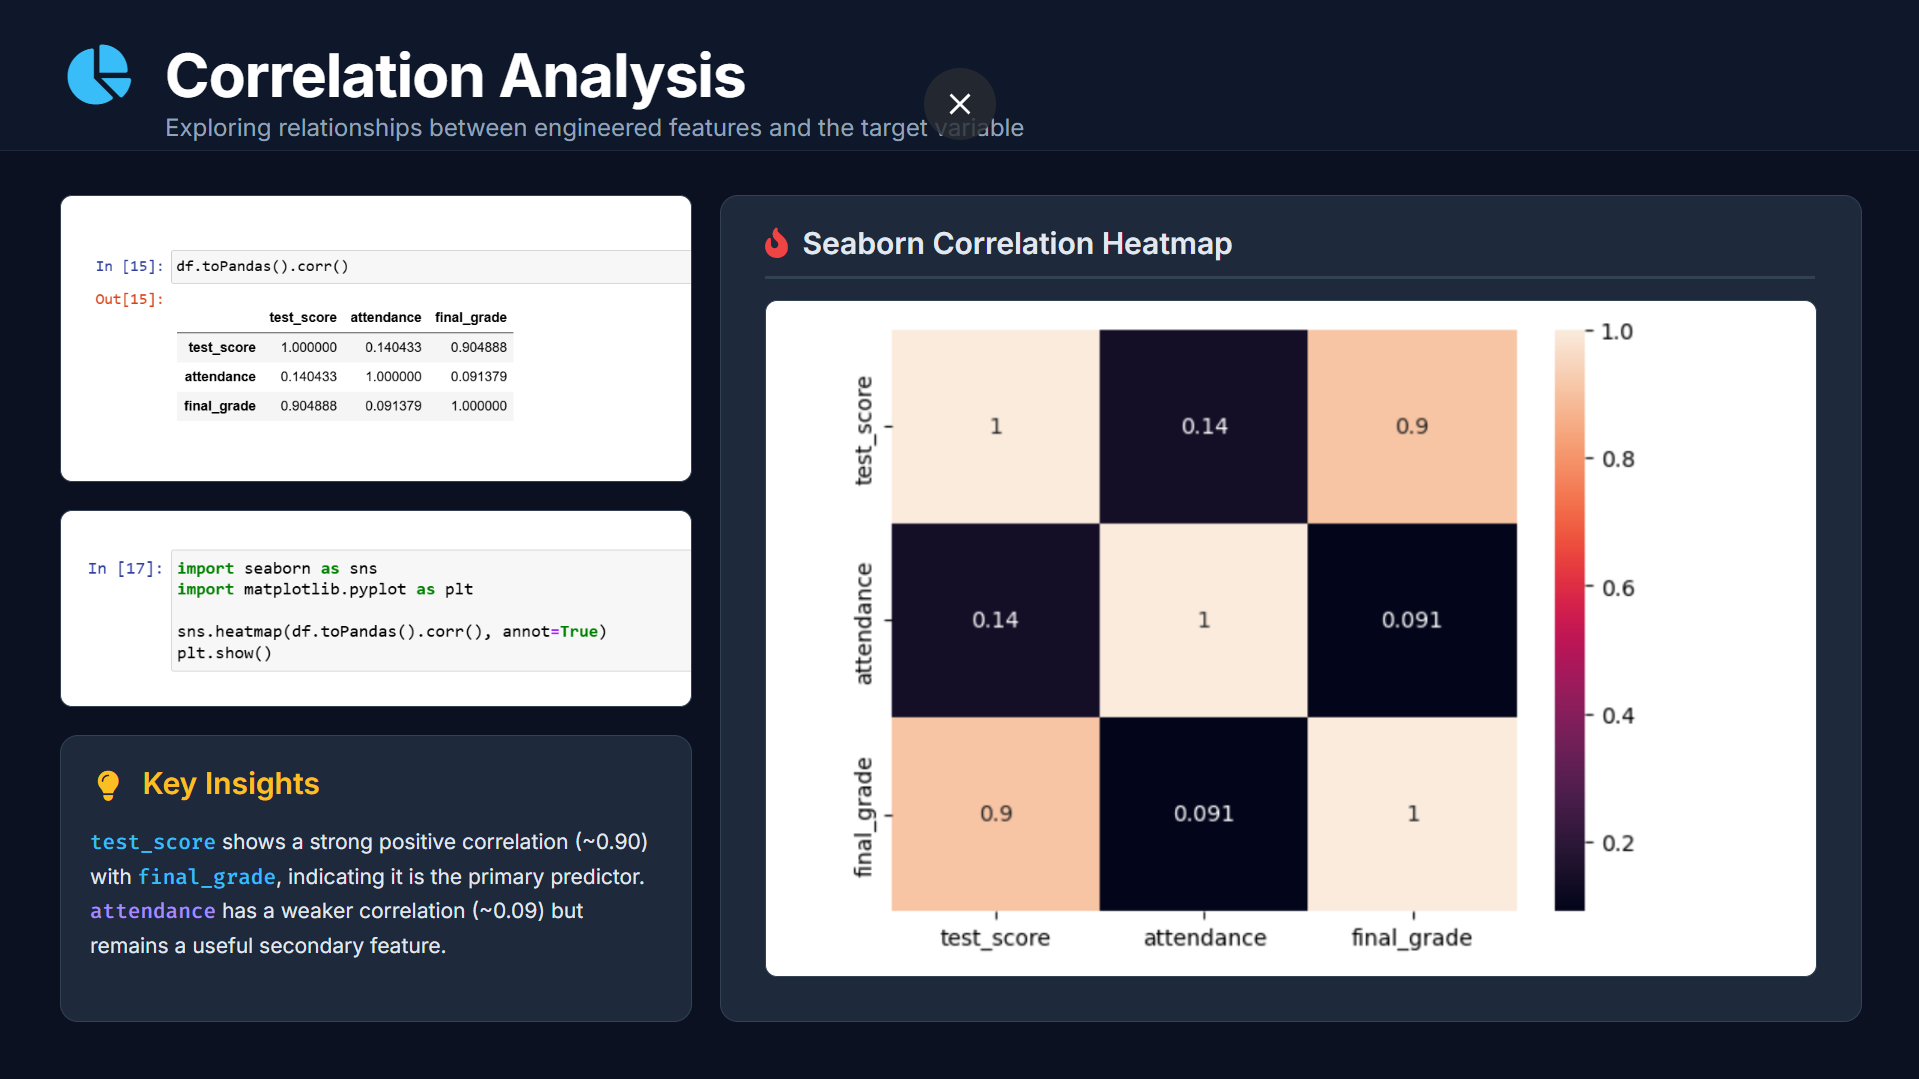 Correlation Analysis
Exploring relationships between engineered features and the target variable
In [15]: df.toPandas().corr()
Out[15]:
test_score attendance final_grade
test_score 1.000000 0.140433 0.904888
attendance 0.140433 1.000000 0.091379
final_grade 0.904888 0.091379 1.000000
In [17]: import seaborn as sns
import matplotlib.pyplot as plt
sns.heatmap(df.toPandas().corr(), annot=True)
plt.show()
Key Insights
test_score shows a strong positive correlation (~0.90)
with final_grade, indicating it is the primary predictor.
attendance has a weaker correlation (~0.09) but
remains a useful secondary feature.
Seaborn Correlation Heatmap
test_score 1 0.14 0.9
attendance 0.14 1 0.091
final_grade 0.9 0.091 1
test_score attendance final_grade
1.0
0.8
0.6
0.4
0.2